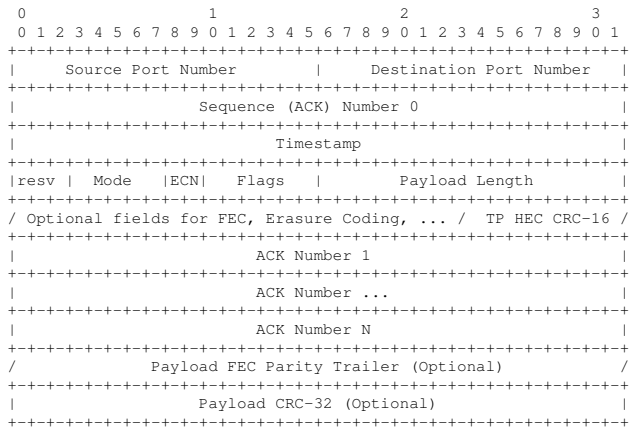 0                   1                   2                   3
0 1 2 3 4 5 6 7 8 9 0 1 2 3 4 5 6 7 8 9 0 1 2 3 4 5 6 7 8 9 0 1
+-+-+-+-+-+-+-+-+-+-+-+-+-+-+-+-+-+-+-+-+-+-+-+-+-+-+-+-+-+-+-+-+
|     Source Port Number        |     Destination Port Number   |
+-+-+-+-+-+-+-+-+-+-+-+-+-+-+-+-+-+-+-+-+-+-+-+-+-+-+-+-+-+-+-+-+
|                   Sequence (ACK) Number 0                     |
+-+-+-+-+-+-+-+-+-+-+-+-+-+-+-+-+-+-+-+-+-+-+-+-+-+-+-+-+-+-+-+-+
|                           Timestamp                           |
+-+-+-+-+-+-+-+-+-+-+-+-+-+-+-+-+-+-+-+-+-+-+-+-+-+-+-+-+-+-+-+-+
|resv |  Mode   |ECN|   Flags   |        Payload Length         |
+-+-+-+-+-+-+-+-+-+-+-+-+-+-+-+-+-+-+-+-+-+-+-+-+-+-+-+-+-+-+-+-+
/ Optional fields for FEC, Erasure Coding, ... /  TP HEC CRC-16 /
+-+-+-+-+-+-+-+-+-+-+-+-+-+-+-+-+-+-+-+-+-+-+-+-+-+-+-+-+-+-+-+-+
|                         ACK Number 1                          |
+-+-+-+-+-+-+-+-+-+-+-+-+-+-+-+-+-+-+-+-+-+-+-+-+-+-+-+-+-+-+-+-+
|                         ACK Number ...                        |
+-+-+-+-+-+-+-+-+-+-+-+-+-+-+-+-+-+-+-+-+-+-+-+-+-+-+-+-+-+-+-+-+
|                         ACK Number N                          |
+-+-+-+-+-+-+-+-+-+-+-+-+-+-+-+-+-+-+-+-+-+-+-+-+-+-+-+-+-+-+-+-+
/              Payload FEC Parity Trailer (Optional)            /
+-+-+-+-+-+-+-+-+-+-+-+-+-+-+-+-+-+-+-+-+-+-+-+-+-+-+-+-+-+-+-+-+
|                   Payload CRC-32 (Optional)                   |
+-+-+-+-+-+-+-+-+-+-+-+-+-+-+-+-+-+-+-+-+-+-+-+-+-+-+-+-+-+-+-+-+